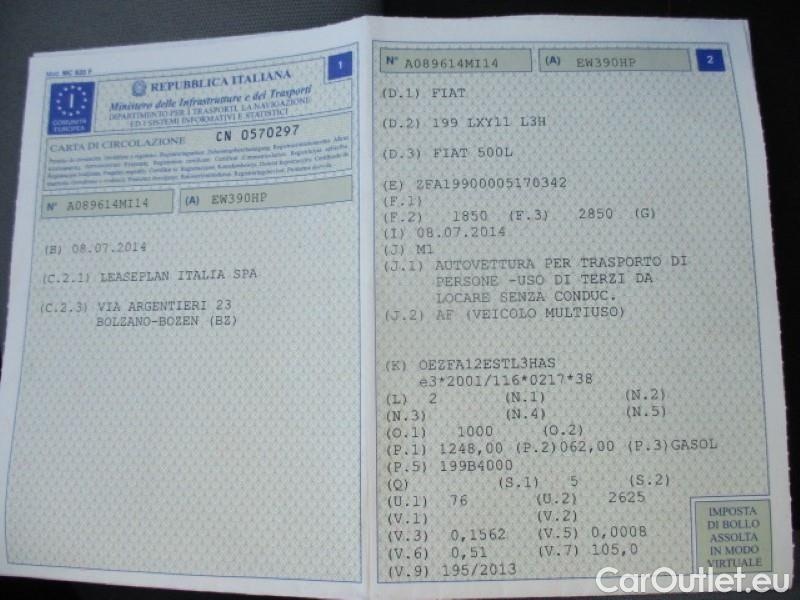 Mod. MC 820 F
1
I
COMUNITÀ
EUROPEA
REPUBBLICA ITALIANA
Ministero delle Infrastrutture e dei Trasporti
DIPARTIMENTO PER I TRASPORTI, LA NAVIGAZIONE
ED I SISTEMI INFORMATIVI E STATISTICI
CARTA DI CIRCOLAZIONE CN 0570297
N° A089614MI14 (A) EW390HP
(B) 08.07.2014
(C.2.1) LEASEPLAN ITALIA SPA
(C.2.3) VIA ARGENTIERI 23
BOLZANO-BOZEN (BZ)
N° A089614MI14 (A) EW390HP 2
(D.1) FIAT
(D.2) 199 LXY11 L3H
(D.3) FIAT 500L
(E) ZFA19900005170342
(F.1)
(F.2) 1850 (F.3) 2850 (G)
(I) 08.07.2014
(J) M1
(J.1) AUTOVETTURA PER TRASPORTO DI
PERSONE -USO DI TERZI DA
LOCARE SENZA CONDUC.
(J.2) AF (VEICOLO MULTIUSO)
(K) OEZFA12ESTL3HAS
e3*2001/116*0217*38
(L) 2 (N.1) (N.2)
(N.3) (N.4) (N.5)
(O.1) 1000 (O.2)
(P.1) 1248,00 (P.2)062,00 (P.3)GASOL
(P.5) 199B4000
(Q) (S.1) 5 (S.2)
(U.1) 76 (U.2) 2625
(V.1) (V.2)
(V.3) 0,1562 (V.5) 0,0008
(V.6) 0,51 (V.7) 105,0
(V.9) 195/2013
IMPOSTA
DI BOLLO
ASSOLTA
IN MODO
VIRTUALE
CarOutlet.eu